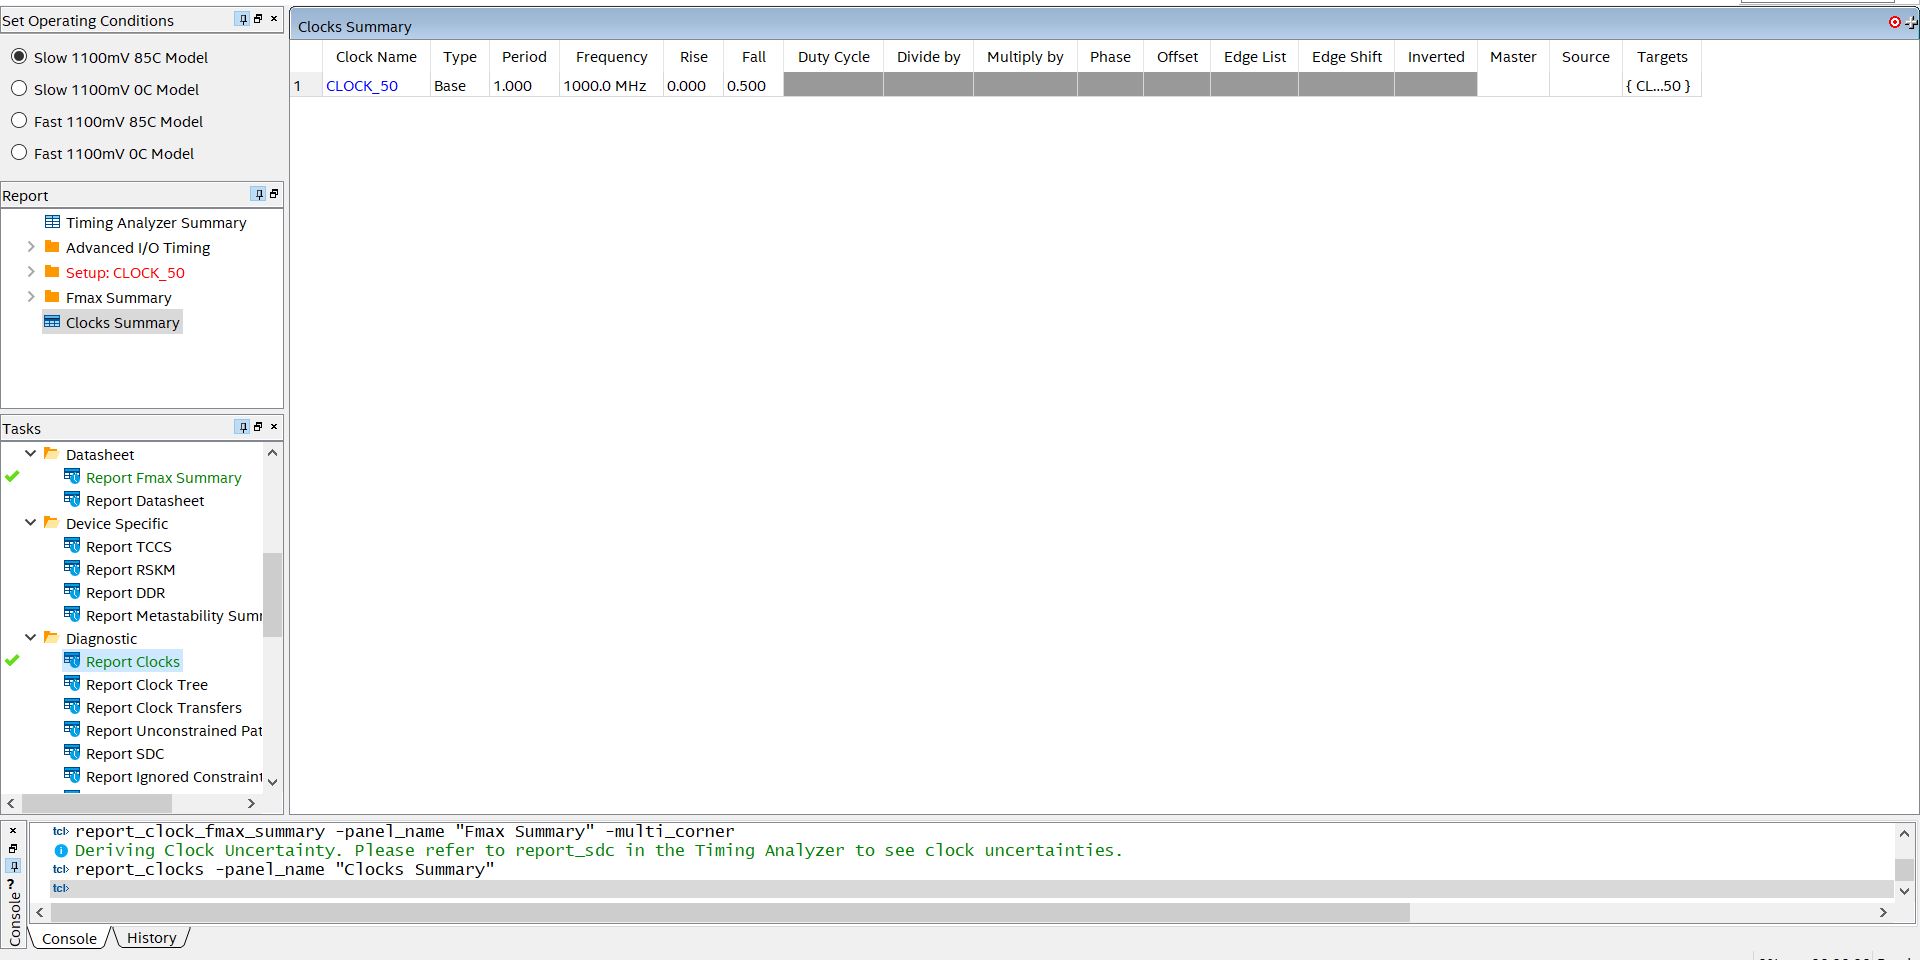 Set Operating Conditions
Slow 1100mV 85C Model
Slow 1100mV 0C Model
Fast 1100mV 85C Model
Fast 1100mV 0C Model
Report
Timing Analyzer Summary
Advanced I/O Timing
Setup: CLOCK_50
Fmax Summary
Clocks Summary
Tasks
Datasheet
Report Fmax Summary
Report Datasheet
Device Specific
Report TCCS
Report RSKM
Report DDR
Report Metastability Sum
Diagnostic
Report Clocks
Report Clock Tree
Report Clock Transfers
Report Unconstrained Pat
Report SDC
Report Ignored Constraint
Clocks Summary
Clock Name Type Period Frequency Rise Fall Duty Cycle Divide by Multiply by Phase Offset Edge List Edge Shift Inverted Master Source Targets
1 CLOCK_50 Base 1.000 1000.0 MHz 0.000 0.500 { CL...50 }
tcl> report_clock_fmax_summary -panel_name "Fmax Summary" -multi_corner
Deriving Clock Uncertainty. Please refer to report_sdc in the Timing Analyzer to see clock uncertainties.
tcl> report_clocks -panel_name "Clocks Summary"
tcl>
? Console
Console History